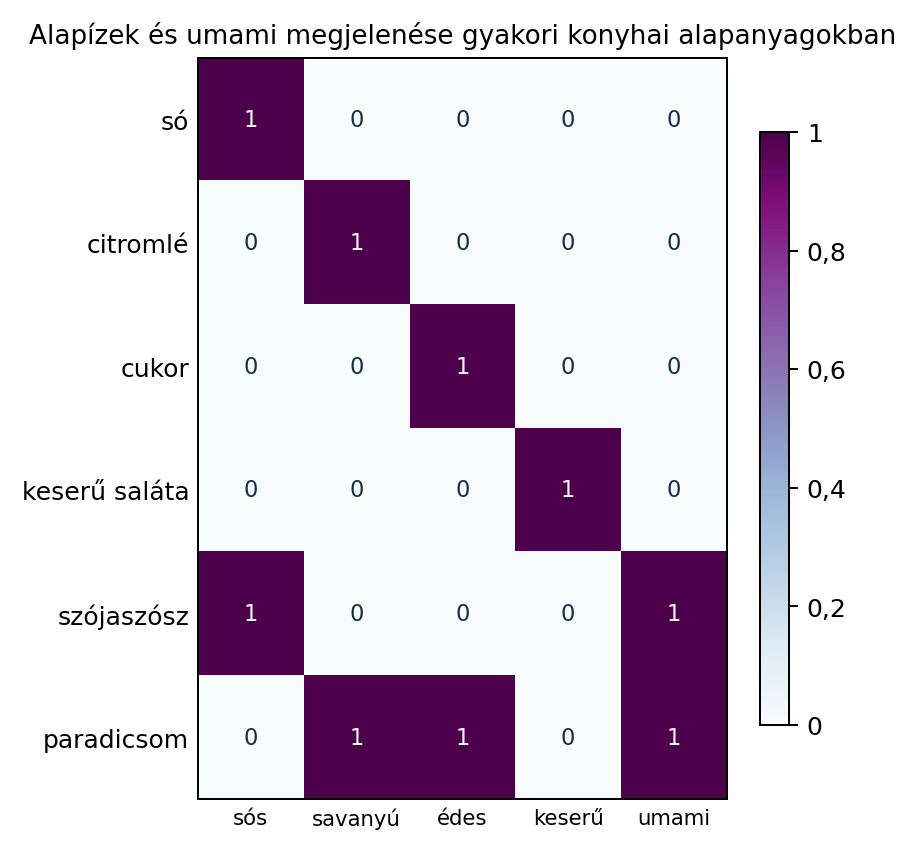 Alapízek és umami megjelenése gyakori konyhai alapanyagokban
só 1 0 0 0 0
citromlé 0 1 0 0 0
cukor 0 0 1 0 0
keserű saláta 0 0 0 1 0
szójaszósz 1 0 0 0 1
paradicsom 0 1 1 0 1
sós savanyú édes keserű umami
1
0,8
0,6
0,4
0,2
0